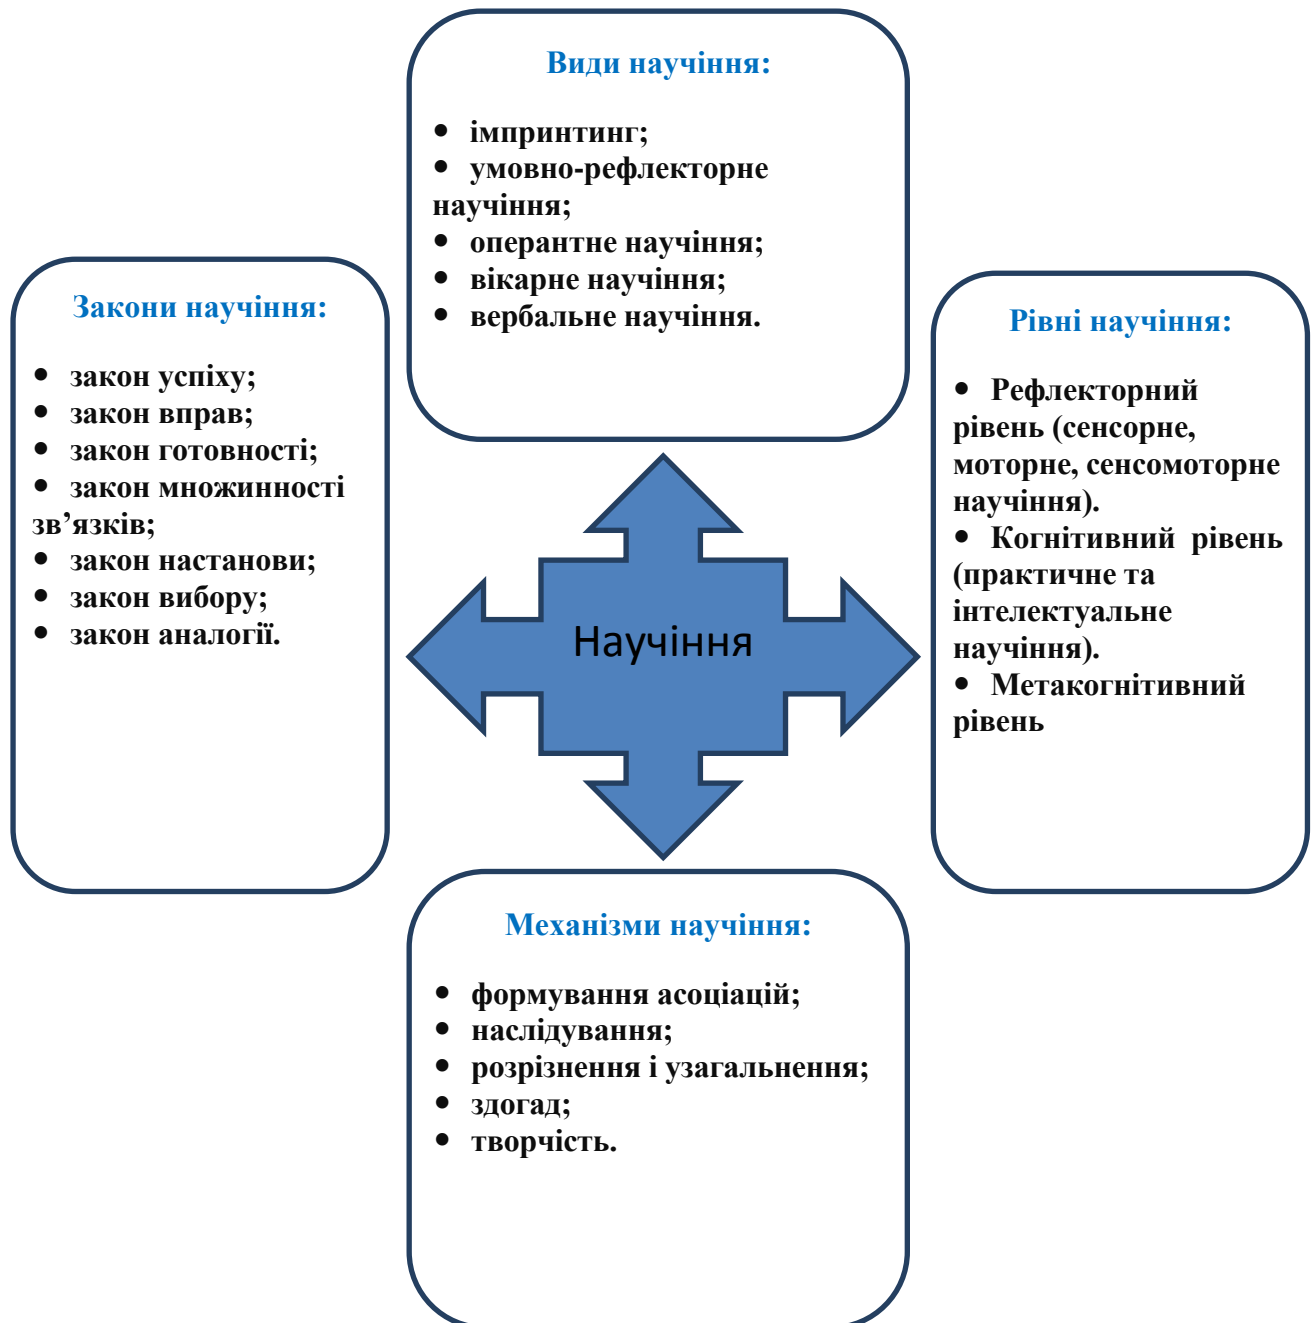 Види научіння:
• імпринтинг;
• умовно-рефлекторне
научіння;
• оперантне научіння;
• вікарне научіння;
• вербальне научіння.
Закони научіння:
• закон успіху;
• закон вправ;
• закон готовності;
• закон множинності
зв’язків;
• закон настанови;
• закон вибору;
• закон аналогії.
Научіння
Рівні научіння:
• Рефлекторний
рівень (сенсорне,
моторне, сенсомоторне
научіння).
• Когнітивний рівень
(практичне та
інтелектуальне
научіння).
• Метакогнітивний
рівень
Механізми научіння:
• формування асоціацій;
• наслідування;
• розрізнення і узагальнення;
• здогад;
• творчість.